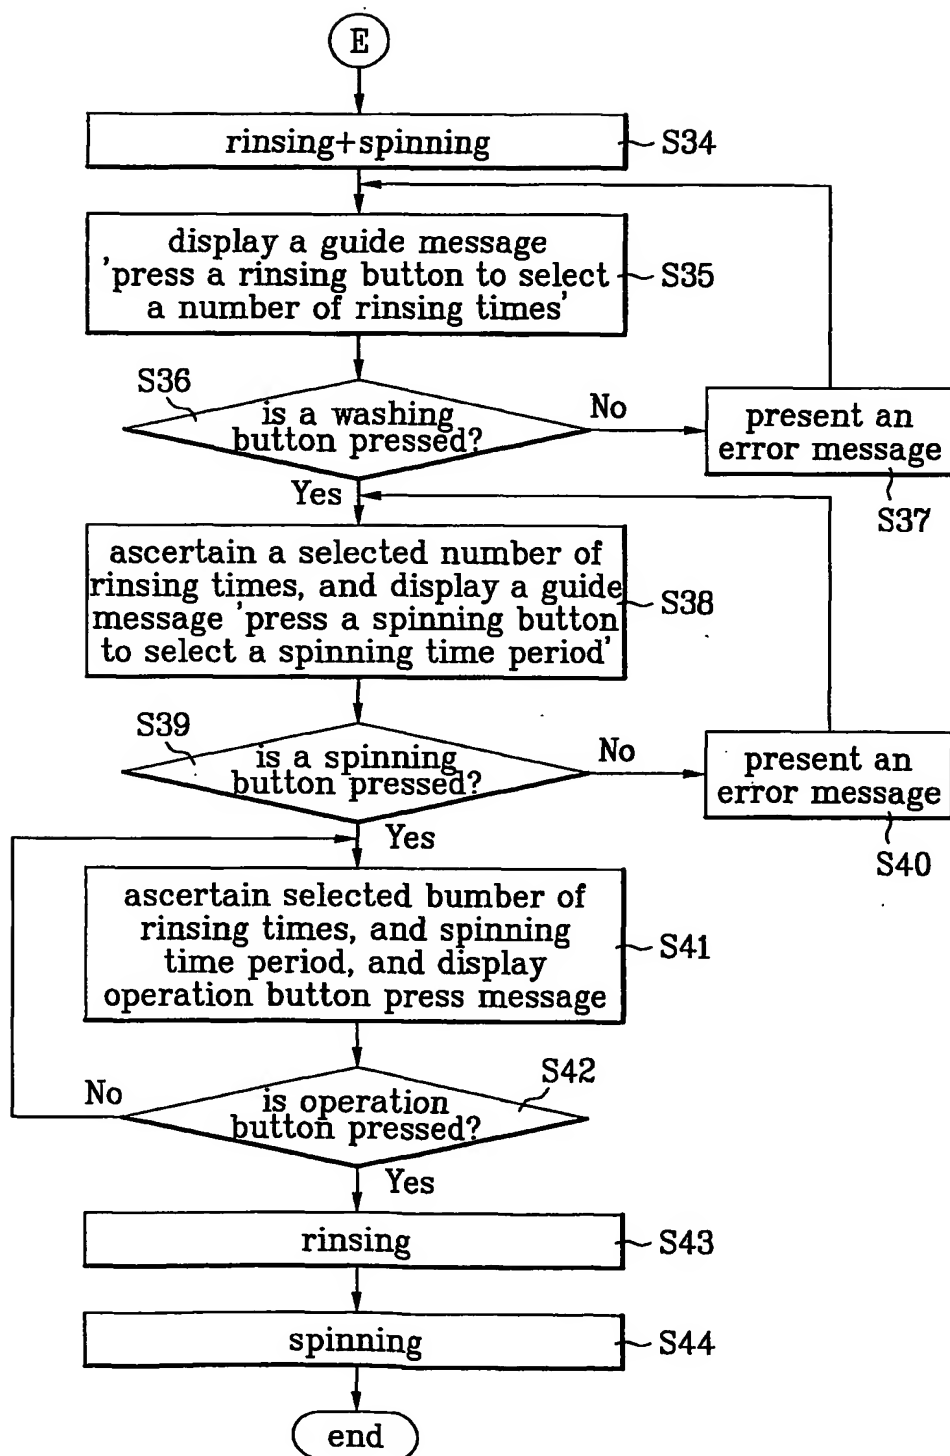 E
rinsing+spinning
S34
display a guide message
'press a rinsing button to select
a number of rinsing times'
S35
S36
is a washing
button pressed?
No
present an
error message
S37
Yes
ascertain a selected number of
rinsing times, and display a guide
message 'press a spinning button
to select a spinning time period'
S38
S39
is a spinning
button pressed?
No
present an
error message
S40
Yes
ascertain selected bumber of
rinsing times, and spinning
time period, and display
operation button press message
S41
S42
No
is operation
button pressed?
Yes
rinsing
S43
spinning
S44
end